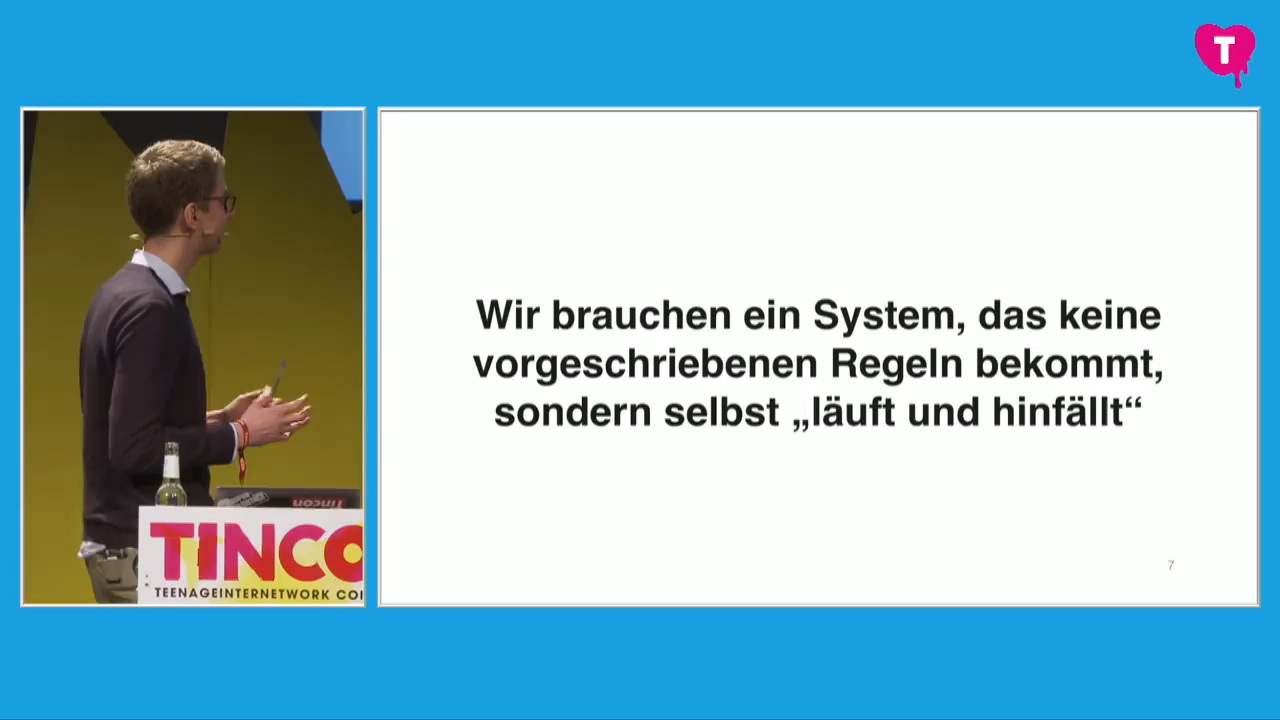 T
Wir brauchen ein System, das keine
vorgeschriebenen Regeln bekommt,
sondern selbst „läuft und hinfällt“
7
Tincon
TINCO
TEENAGEINTERNETWORK CO